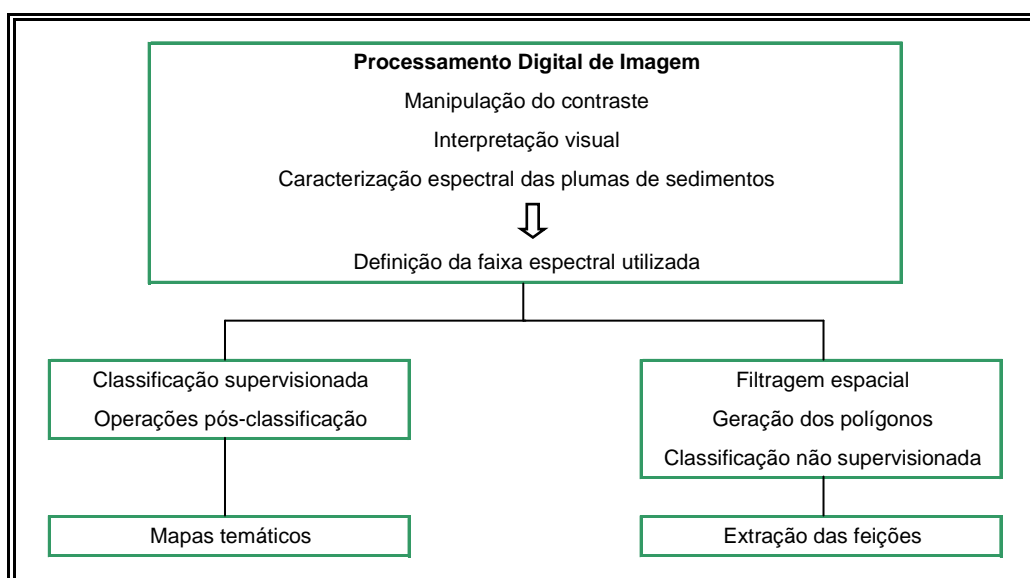 Processamento Digital de Imagem
Manipulação do contraste
Interpretação visual
Caracterização espectral das plumas de sedimentos
Definição da faixa espectral utilizada
Classificação supervisionada
Operações pós-classificação
Mapas temáticos
Filtragem espacial
Geração dos polígonos
Classificação não supervisionada
Extração das feições